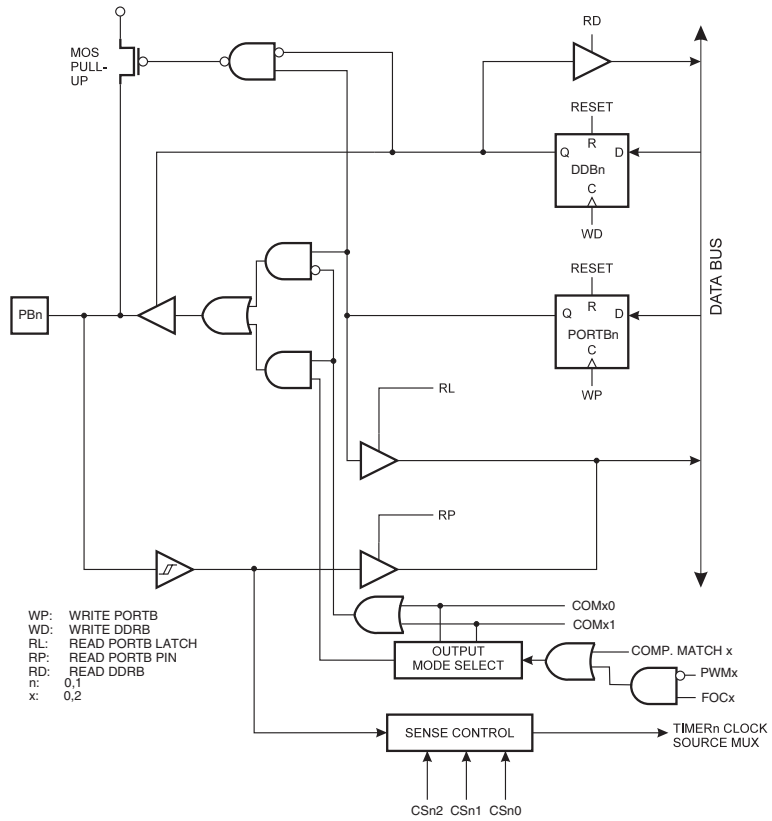 MOS
PULL-
UP
RD
RESET
R
Q
D
DDBn
C
WD
DATA BUS
RESET
R
Q
D
PORTBn
C
WP
PBn
RL
RP
WP: WRITE PORTB
WD: WRITE DDRB
RL: READ PORTB LATCH
RP: READ PORTB PIN
RD: READ DDRB
n: 0,1
x: 0,2
COMx0
COMx1
OUTPUT
MODE SELECT
COMP. MATCH x
PWMx
FOCx
SENSE CONTROL
TIMERn CLOCK
SOURCE MUX
CSn2 CSn1 CSn0